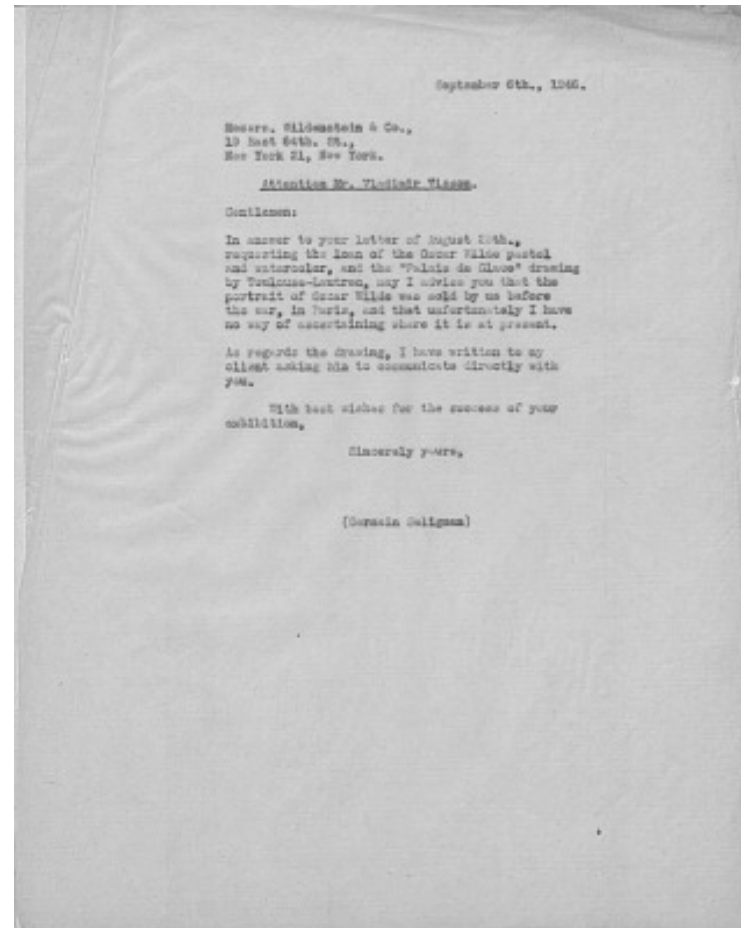 September 6th., 1946.
Messrs. Wildenstein & Co.,
19 East 64th. St.,
New York 21, New York.
Attention Mr. Vladimir Visson.
Gentlemen:
In answer to your letter of August
requesting the loan of the Oscar Wilde pastel
and watercolor, and the "Palais de Glace" drawing
by Toulouse-Lautrec, may I advise you that the
portrait of Oscar Wilde was sold by us before
the war, in Paris, and that unfortunately I have
no way of ascertaining where it is at present.
As regards the drawing, I have written to my
client asking him to communicate directly with
you.
With best wishes for the success of your
exhibition,
Sincerely yours,
(Germain Seligman)